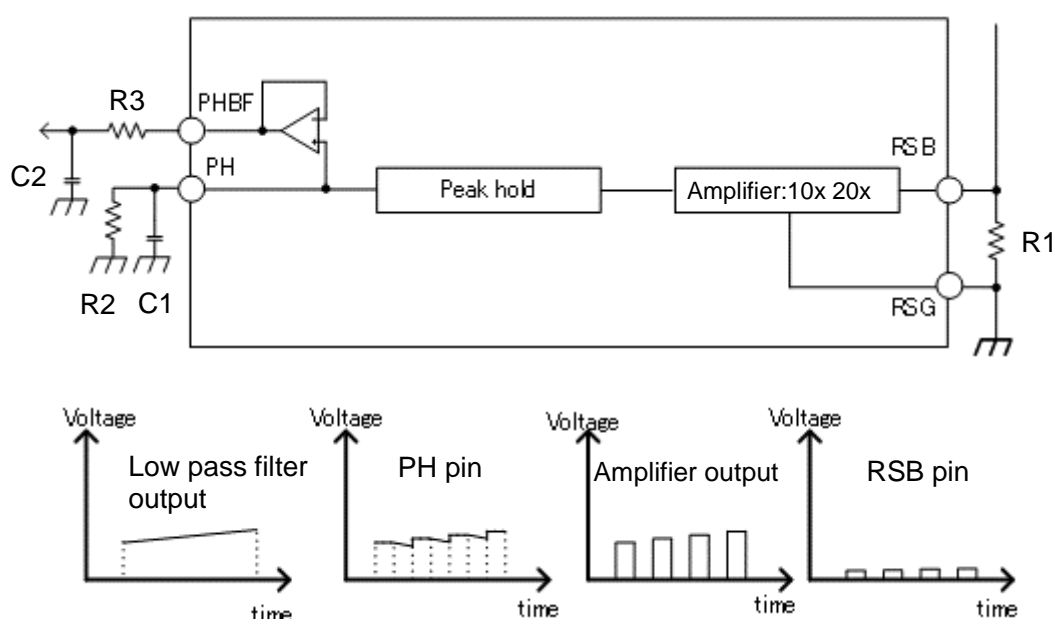 R3
PHBF
RSB
C2
PH
Peak hold
Amplifier:10x 20x
R1
R2
C1
RSG
Voltage
Low pass filter
output
time
Voltage
PH pin
time
Voltage
Amplifier output
time
Voltage
RSB pin
time